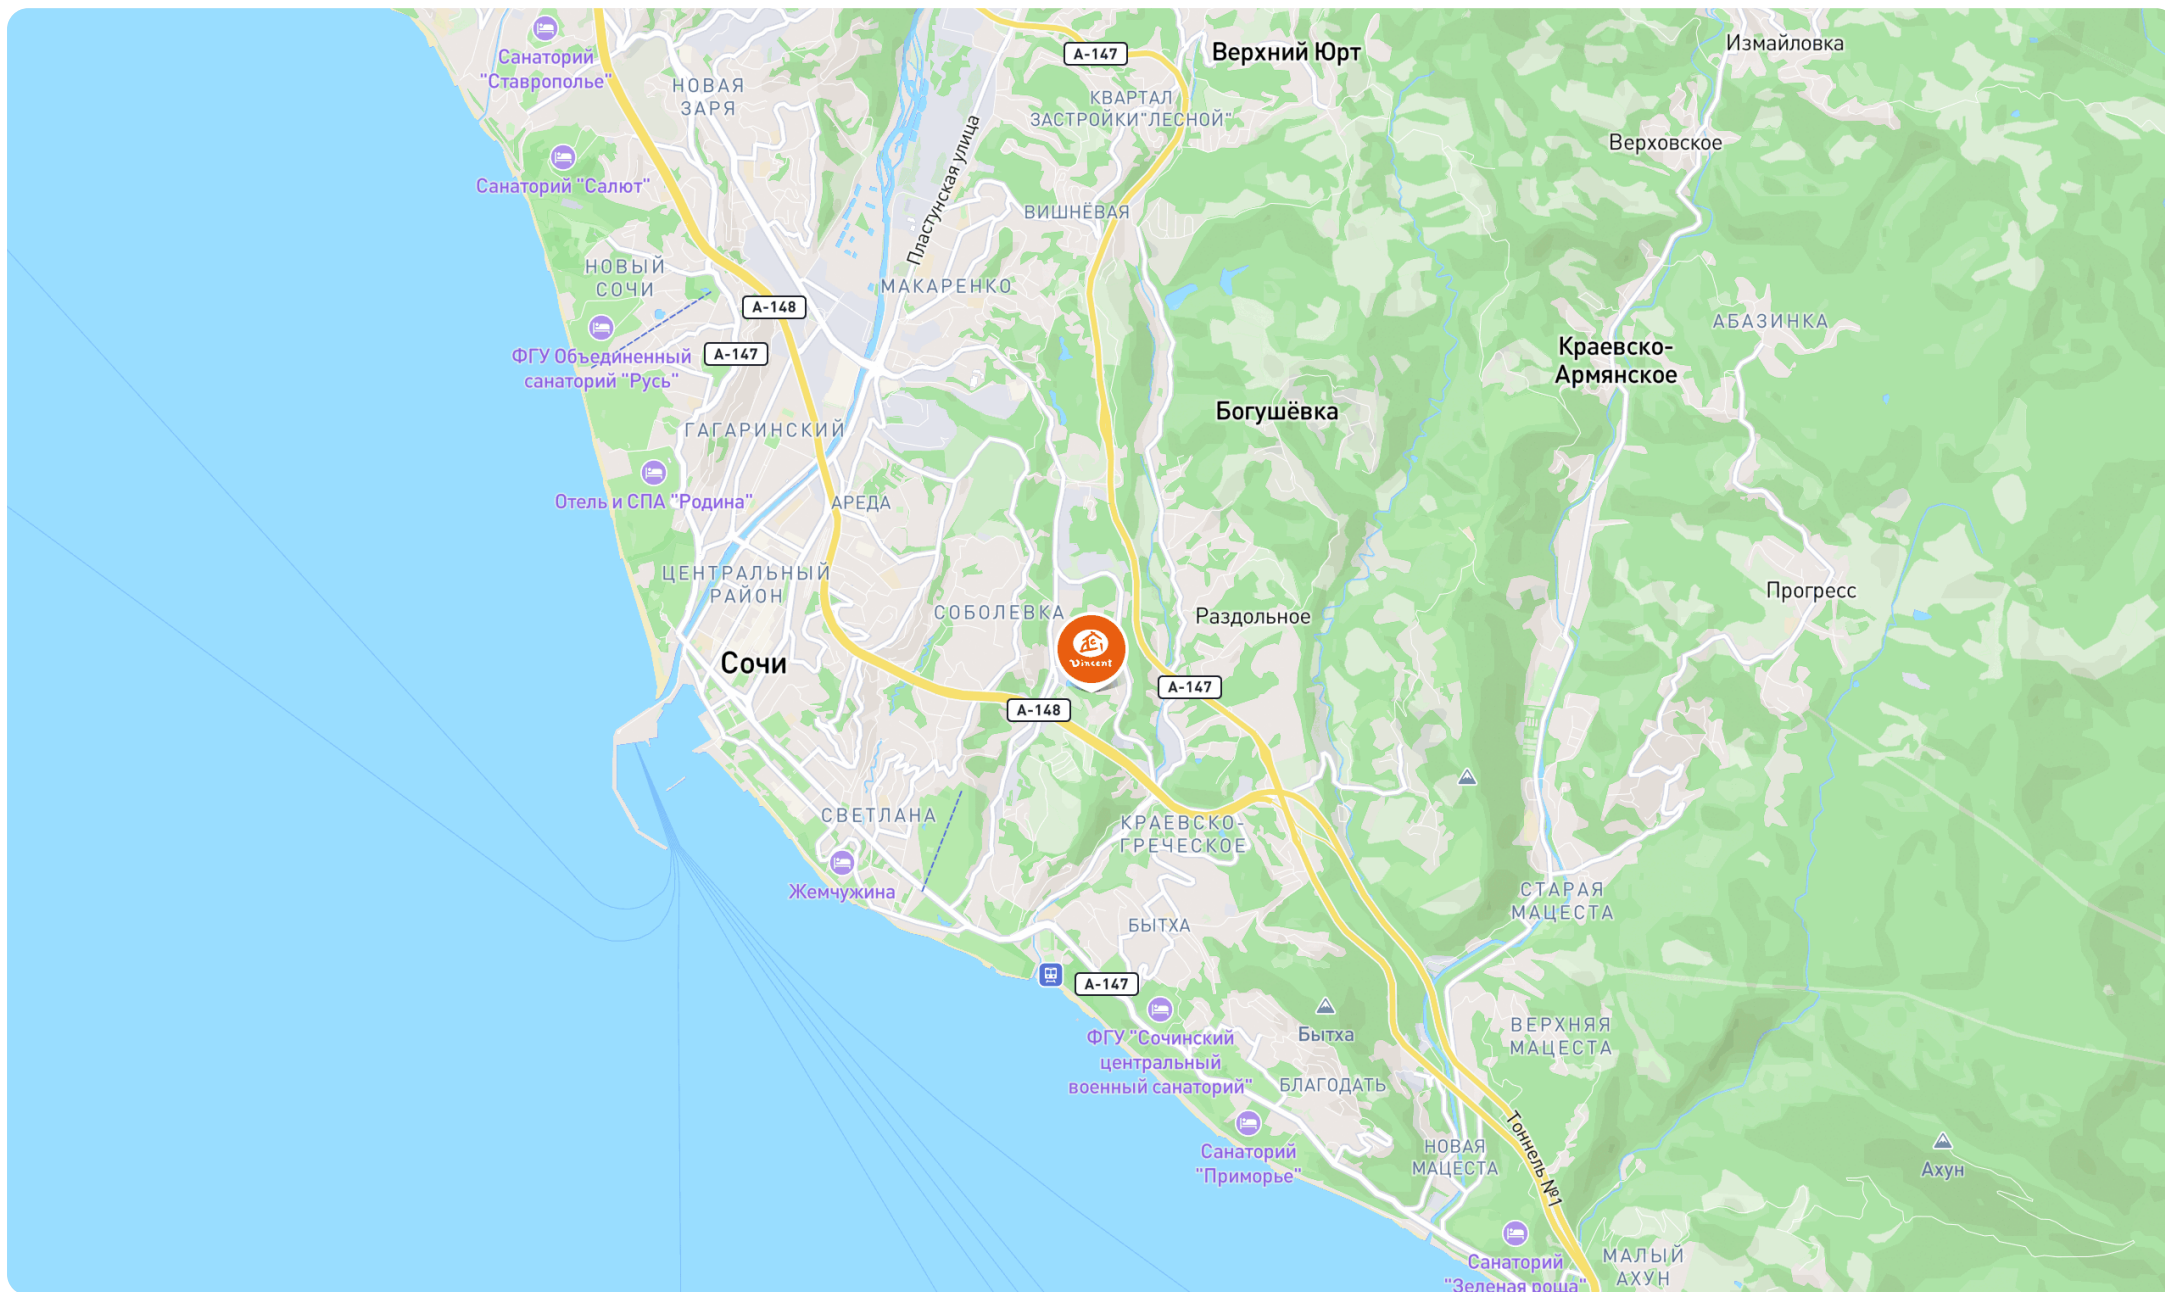 Санаторий
"Ставрополье"
А-147
Верхний Юрт
Измайловка
НОВАЯ
ЗАРЯ
КВАРТАЛ
ЗАСТРОЙКИ"ЛЕСНОЙ"
Верховское
Пластунская улица
Санаторий "Салют"
ВИШНЁВАЯ
НОВЫЙ
СОЧИ
МАКАРЕНКО
А-148
АБАЗИНКА
А-147
ФГУ Объединенный
санаторий "Русь"
Краевско-
Армянское
Богушёвка
ГАГАРИНСКИЙ
Отель и СПА "Родина"
АРЕДА
ЦЕНТРАЛЬНЫЙ
РАЙОН
Прогресс
СОБОЛЕВКА
Раздольное
Vincent
Сочи
А-147
А-148
СВЕТЛАНА
КРАЕВСКО-
ГРЕЧЕСКОЕ
Жемчужина
СТАРАЯ
МАЦЕСТА
БЫТХА
А-147
ФГУ "Сочинский
центральный
военный санаторий"
Бытха
ВЕРХНЯЯ
МАЦЕСТА
БЛАГОДАТЬ
Тоннель №1
Санаторий
"Приморье"
НОВАЯ
МАЦЕСТА
Ахун
Санаторий
"Зеленая роща"
МАЛЫЙ
АХУН